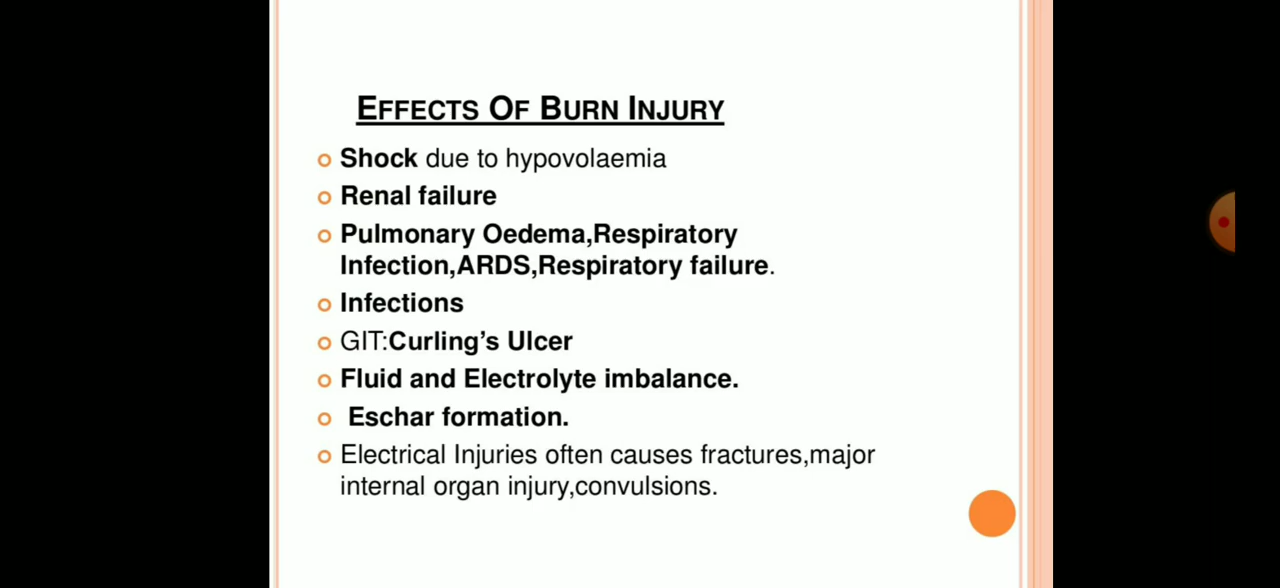 EFFECTS OF BURN INJURY
Shock due to hypovolaemia
Renal failure
Pulmonary Oedema,Respiratory
Infection,ARDS,Respiratory failure.
Infections
GIT:Curling’s Ulcer
Fluid and Electrolyte imbalance.
Eschar formation.
Electrical Injuries often causes fractures,major
internal organ injury,convulsions.